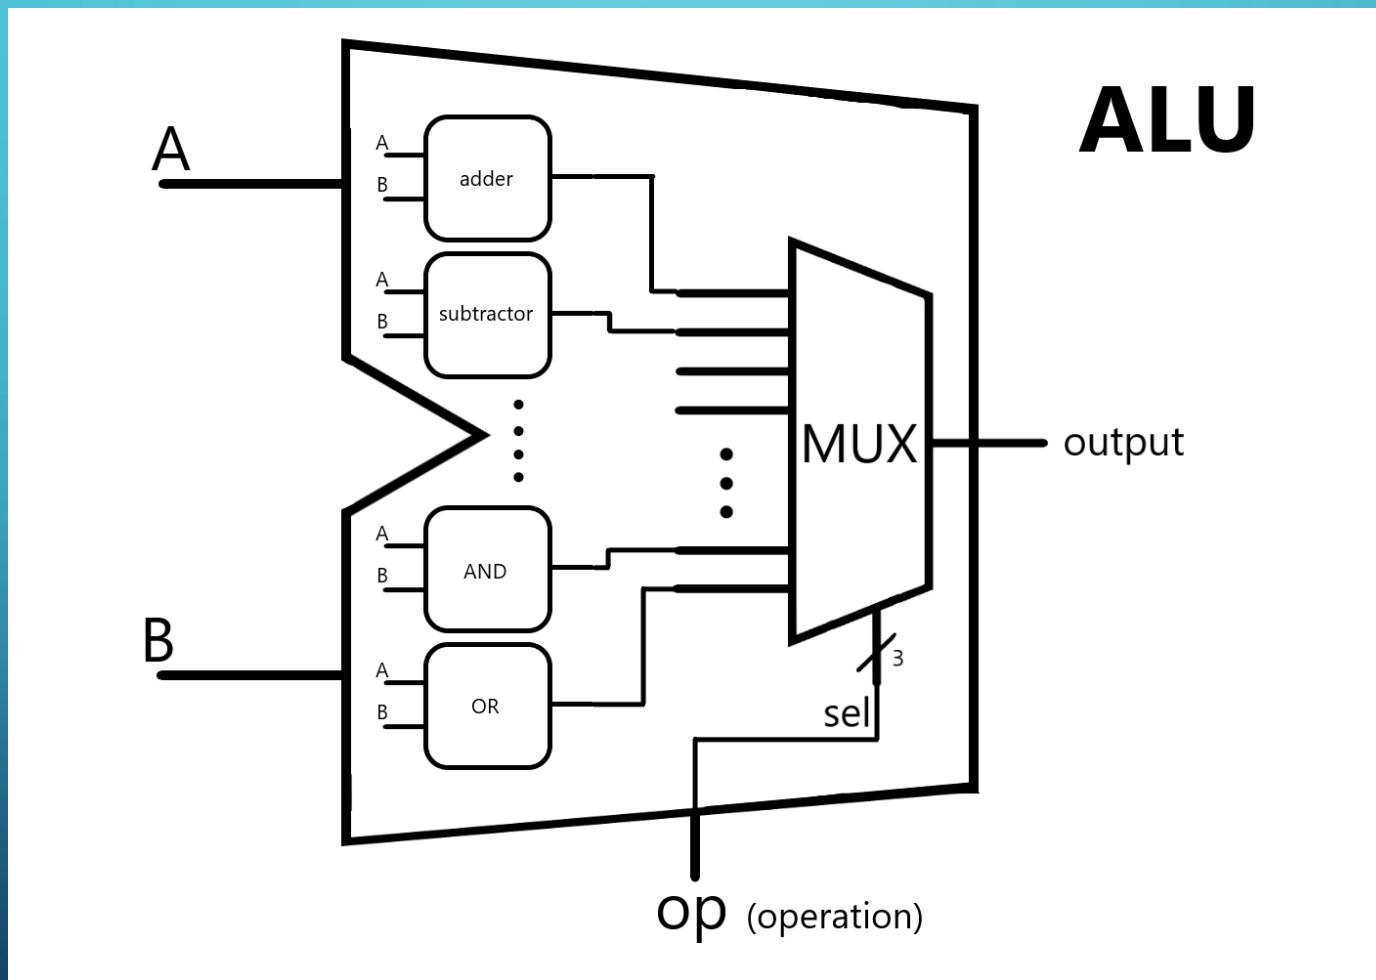 ALU
A
A
B
adder
A
B
subtractor
MUX
output
A
B
AND
B
A
B
OR
3
sel
op (operation)